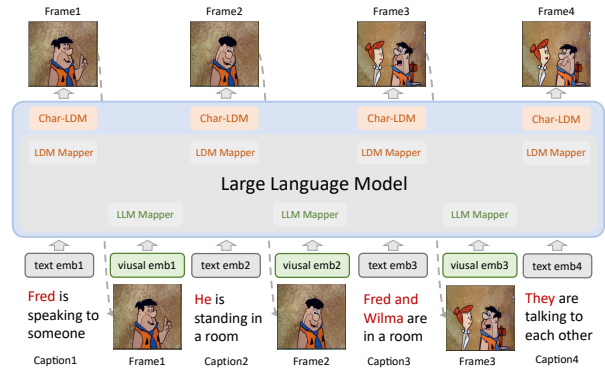 Frame1
Frame2
Frame3
Frame4
Char-LDM
Char-LDM
Char-LDM
Char-LDM
LDM Mapper
LDM Mapper
LDM Mapper
LDM Mapper
Large Language Model
LLM Mapper
LLM Mapper
LLM Mapper
text emb1
viusal emb1
text emb2
viusal emb2
text emb3
viusal emb3
text emb4
Fred is
speaking to
someone
Caption1
Frame1
He is
standing in
a room
Caption2
Frame2
Fred and
Wilma are
in a room
Caption3
Frame3
They are
talking to
each other
Caption4